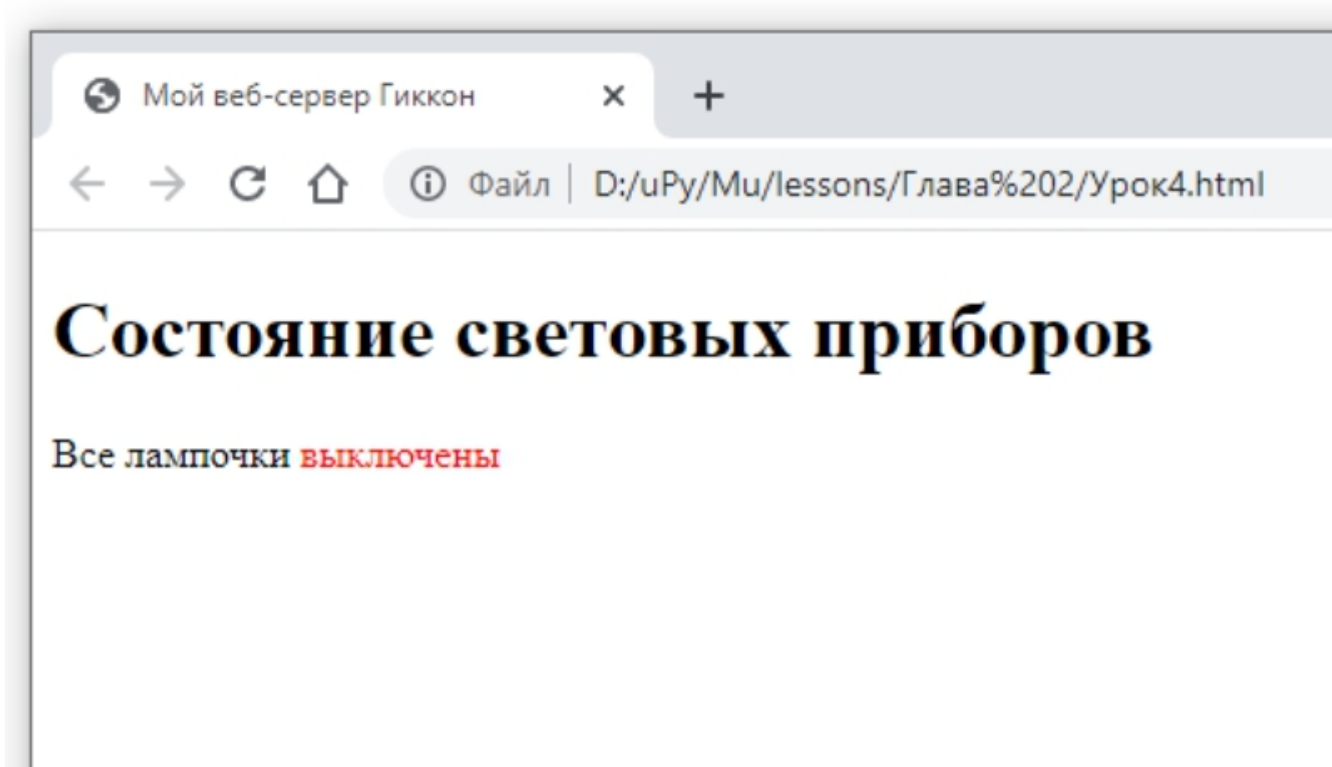 Мой веб-сервер Гиккон
Файл D:/uPy/Mu/lessons/Глава%202/Урок4.html
Состояние световых приборов
Все лампочки выключены